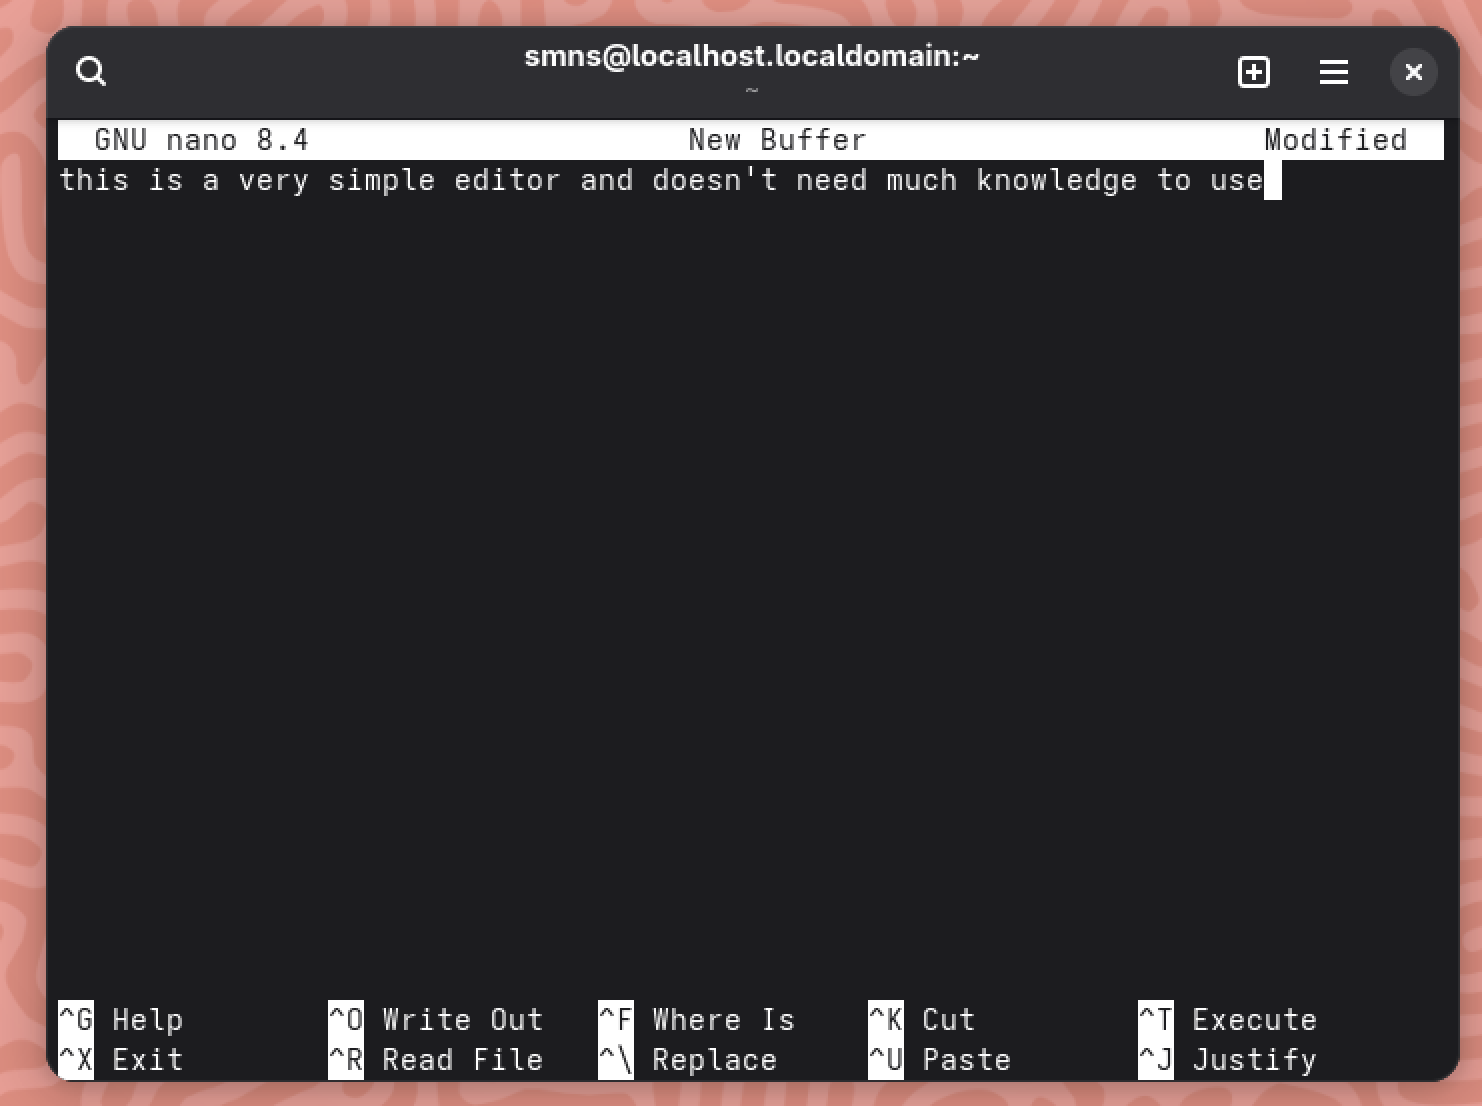 smns@localhost.localdomain:~
~
GNU nano 8.4 New Buffer Modified
this is a very simple editor and doesn't need much knowledge to use
^G Help ^O Write Out ^F Where Is ^K Cut ^T Execute
^X Exit ^R Read File ^\ Replace ^U Paste ^J Justify